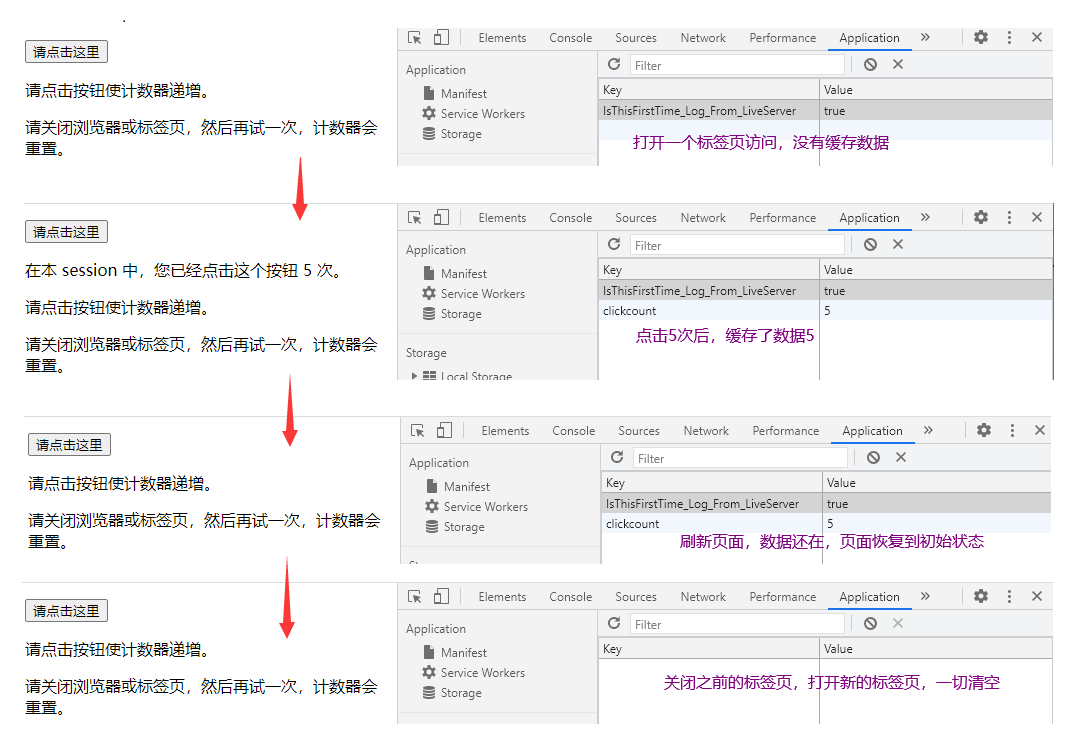 请点击这里
请点击按钮使计数器递增。
请关闭浏览器或标签页，然后再试一次，计数器会
重置。
Elements Console Sources Network Performance Application
Application
Manifest
Service Workers
Storage
Filter
Key Value
IsThisFirstTime_Log_From_LiveServer true
打开一个标签页访问，没有缓存数据
请点击这里
在本 session 中，您已经点击这个按钮 5 次。
请点击按钮使计数器递增。
请关闭浏览器或标签页，然后再试一次，计数器会
重置。
Elements Console Sources Network Performance Application
Application
Manifest
Service Workers
Storage
Storage
Local Storage
Filter
Key Value
IsThisFirstTime_Log_From_LiveServer true
clickcount 5
点击5次后，缓存了数据5
请点击这里
请点击按钮使计数器递增。
请关闭浏览器或标签页，然后再试一次，计数器会
重置。
Elements Console Sources Network Performance Application
Application
Manifest
Service Workers
Storage
Filter
Key Value
IsThisFirstTime_Log_From_LiveServer true
clickcount 5
刷新页面，数据还在，页面恢复到初始状态
请点击这里
请点击按钮使计数器递增。
请关闭浏览器或标签页，然后再试一次，计数器会
重置。
Elements Console Sources Network Performance Application
Application
Manifest
Service Workers
Storage
Filter
Key Value
关闭之前的标签页，打开新的标签页，一切清空